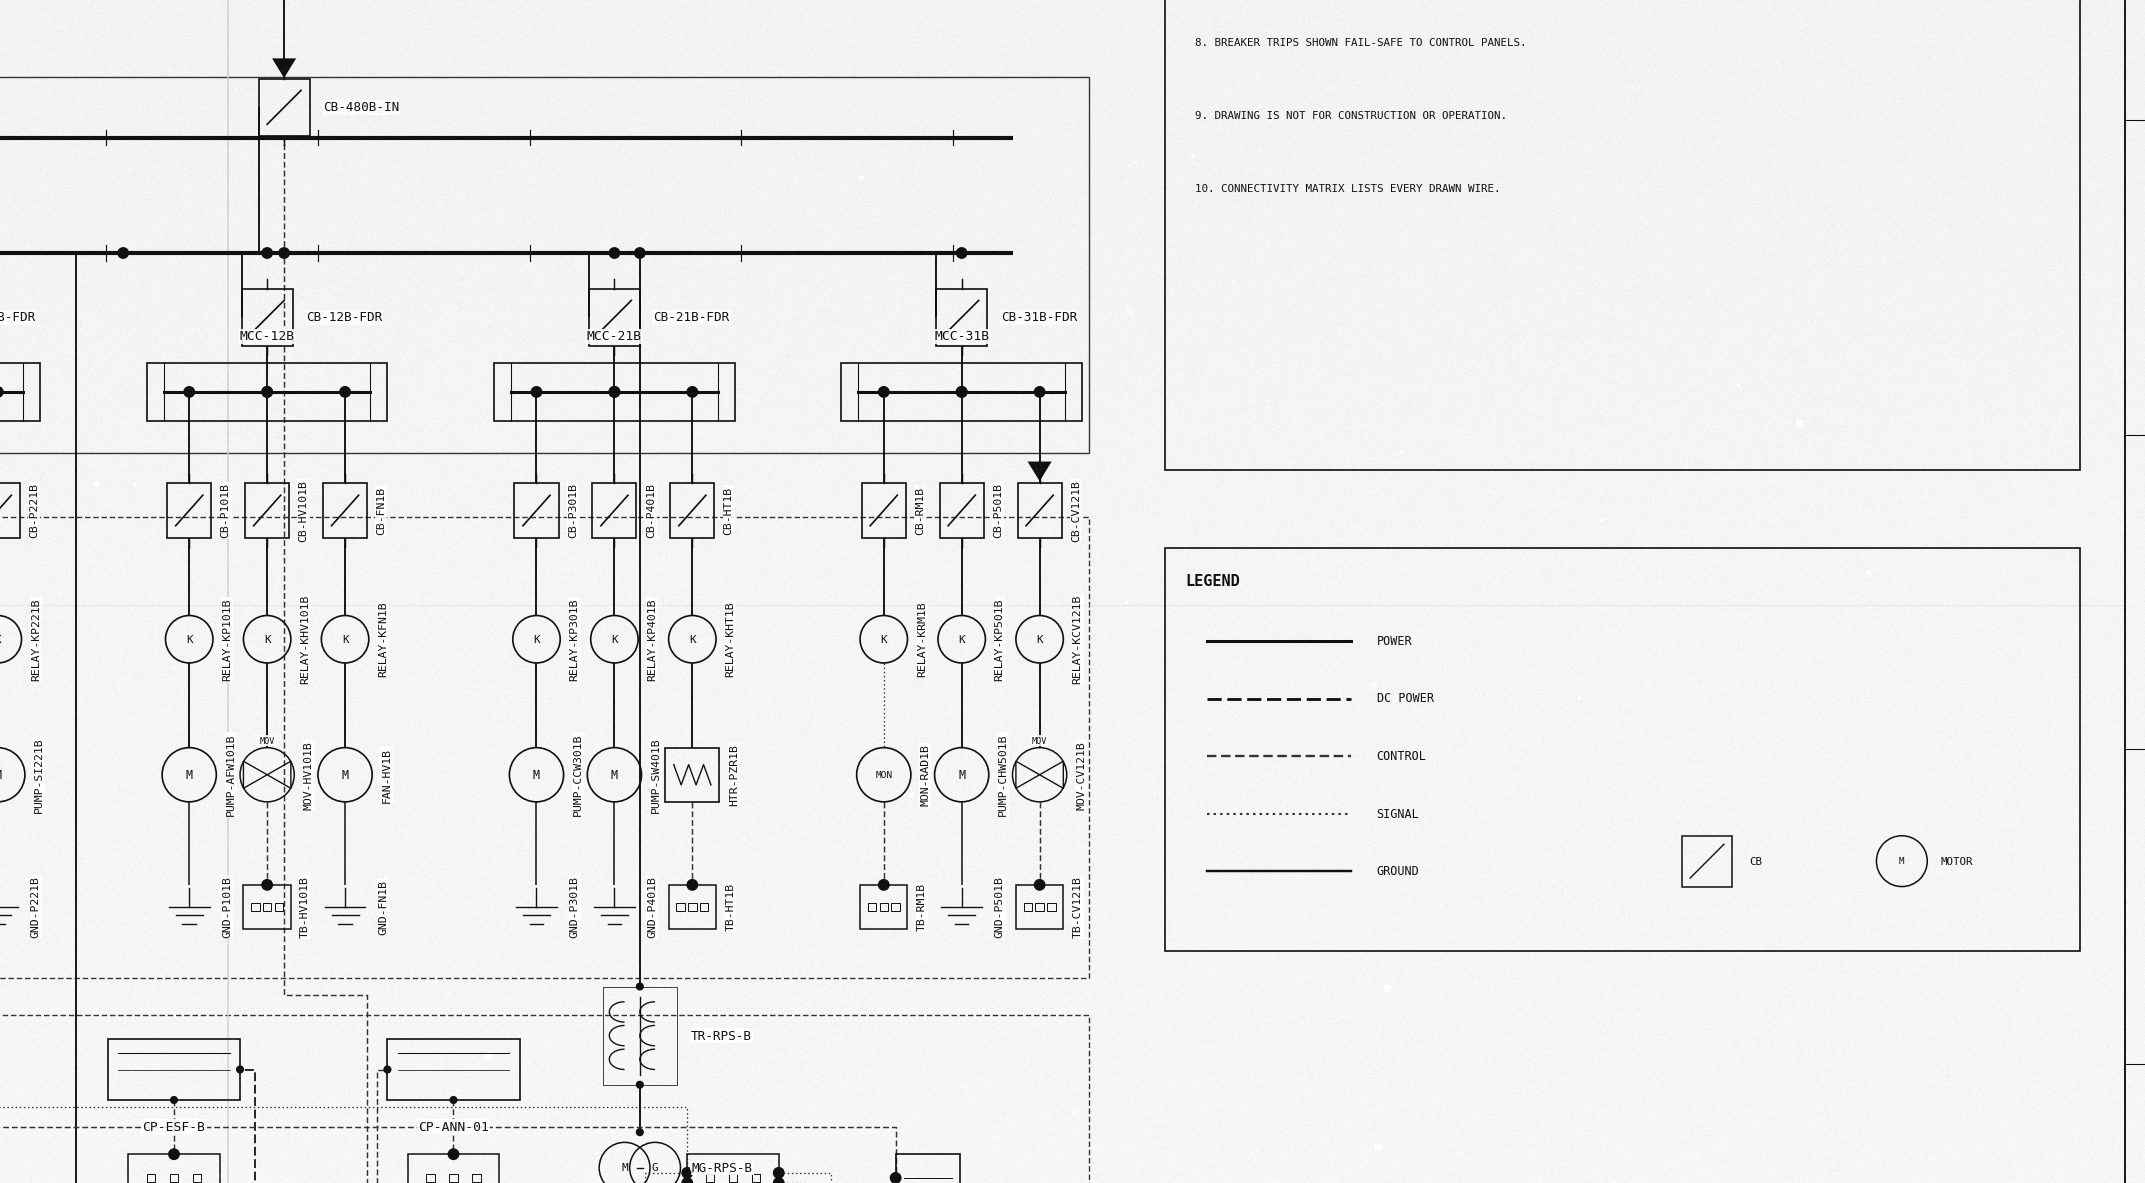 8. BREAKER TRIPS SHOWN FAIL-SAFE TO CONTROL PANELS.
CB-480B-IN
9. DRAWING IS NOT FOR CONSTRUCTION OR OPERATION.
10. CONNECTIVITY MATRIX LISTS EVERY DRAWN WIRE.
B-FDR
CB-12B-FDR
CB-21B-FDR
CB-31B-FDR
MCC-12B
MCC-21B
MCC-31B
CB-P221B
CB-P101B
CB-HV101B
CB-FN1B
CB-P301B
CB-P401B
CB-HT1B
CB-RM1B
CB-P501B
CB-CV121B
LEGEND
POWER
DC POWER
CONTROL
SIGNAL
GROUND
CB
M
MOTOR
K
RELAY-KP221B
K
RELAY-KP101B
K
RELAY-KHV101B
K
RELAY-KFN1B
K
RELAY-KP301B
K
RELAY-KP401B
K
RELAY-KHT1B
K
RELAY-KRM1B
K
RELAY-KP501B
K
RELAY-KCV121B
M
PUMP-SI221B
M
PUMP-AFW101B
MOV
MOV-HV101B
M
FAN-HV1B
M
PUMP-CCW301B
M
PUMP-SW401B
HTR-PZR1B
MON
MON-RAD1B
M
PUMP-CHW501B
MOV
MOV-CV121B
GND-P221B
GND-P101B
TB-HV101B
GND-FN1B
GND-P301B
GND-P401B
TB-HT1B
TB-RM1B
GND-P501B
TB-CV121B
TR-RPS-B
CP-ESF-B
CP-ANN-01
M
G
MG-RPS-B